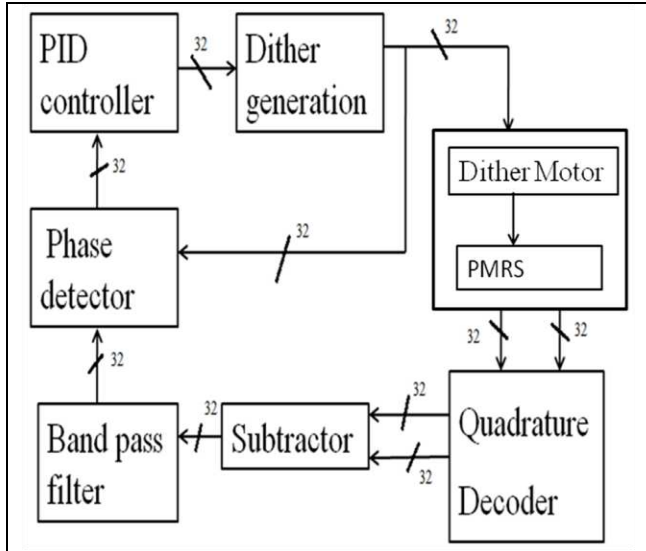 PID
controller
32
Dither
generation
32
Dither Motor
PMRS
32
Phase
detector
32
32
32
32
32
Band pass
filter
32
Subtractor
32
32
Quadrature
Decoder